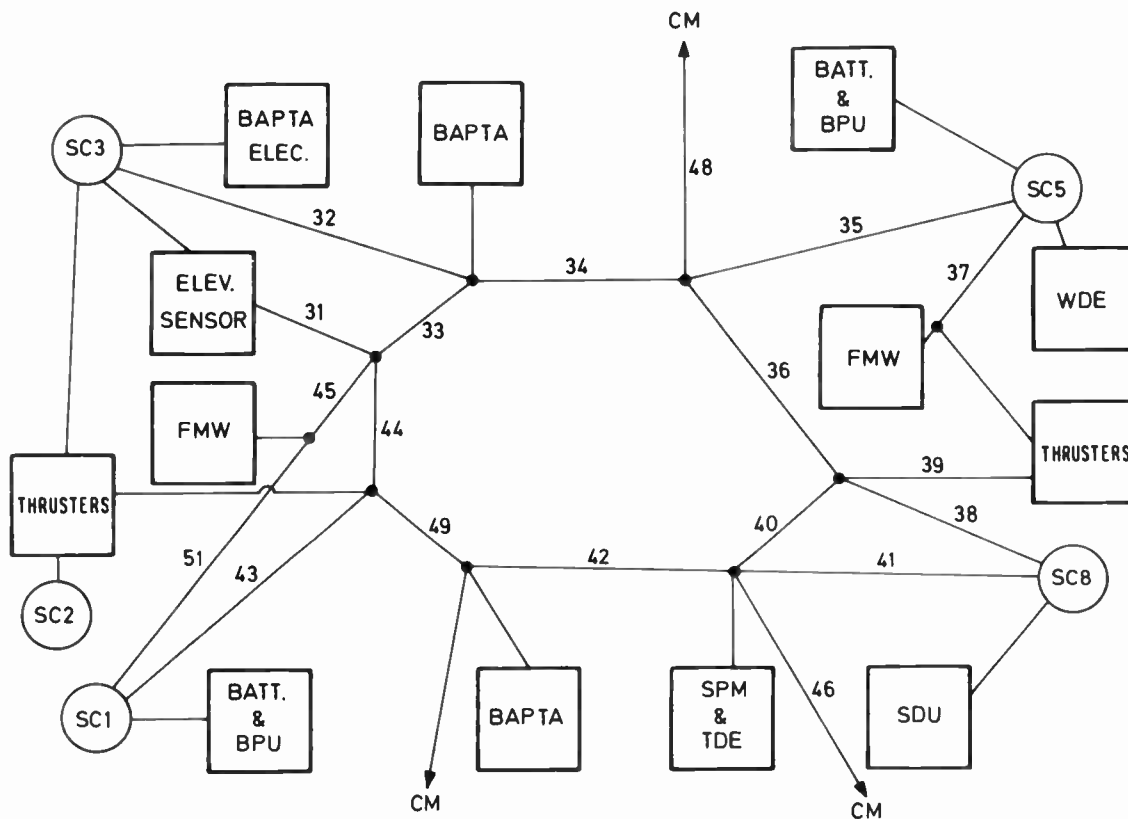 CM
BATT.
&
BPU
BAPTA
ELEC.
BAPTA
SC3
SC5
48
32
35
34
37
ELEV.
SENSOR
31
33
WDE
FMW
36
45
FMW
44
THRUSTERS
39
THRUSTERS
49
40
38
51
43
42
41
SC8
SC2
SC1
BATT.
&
BPU
BAPTA
SPM
&
TDE
46
SDU
CM
CM